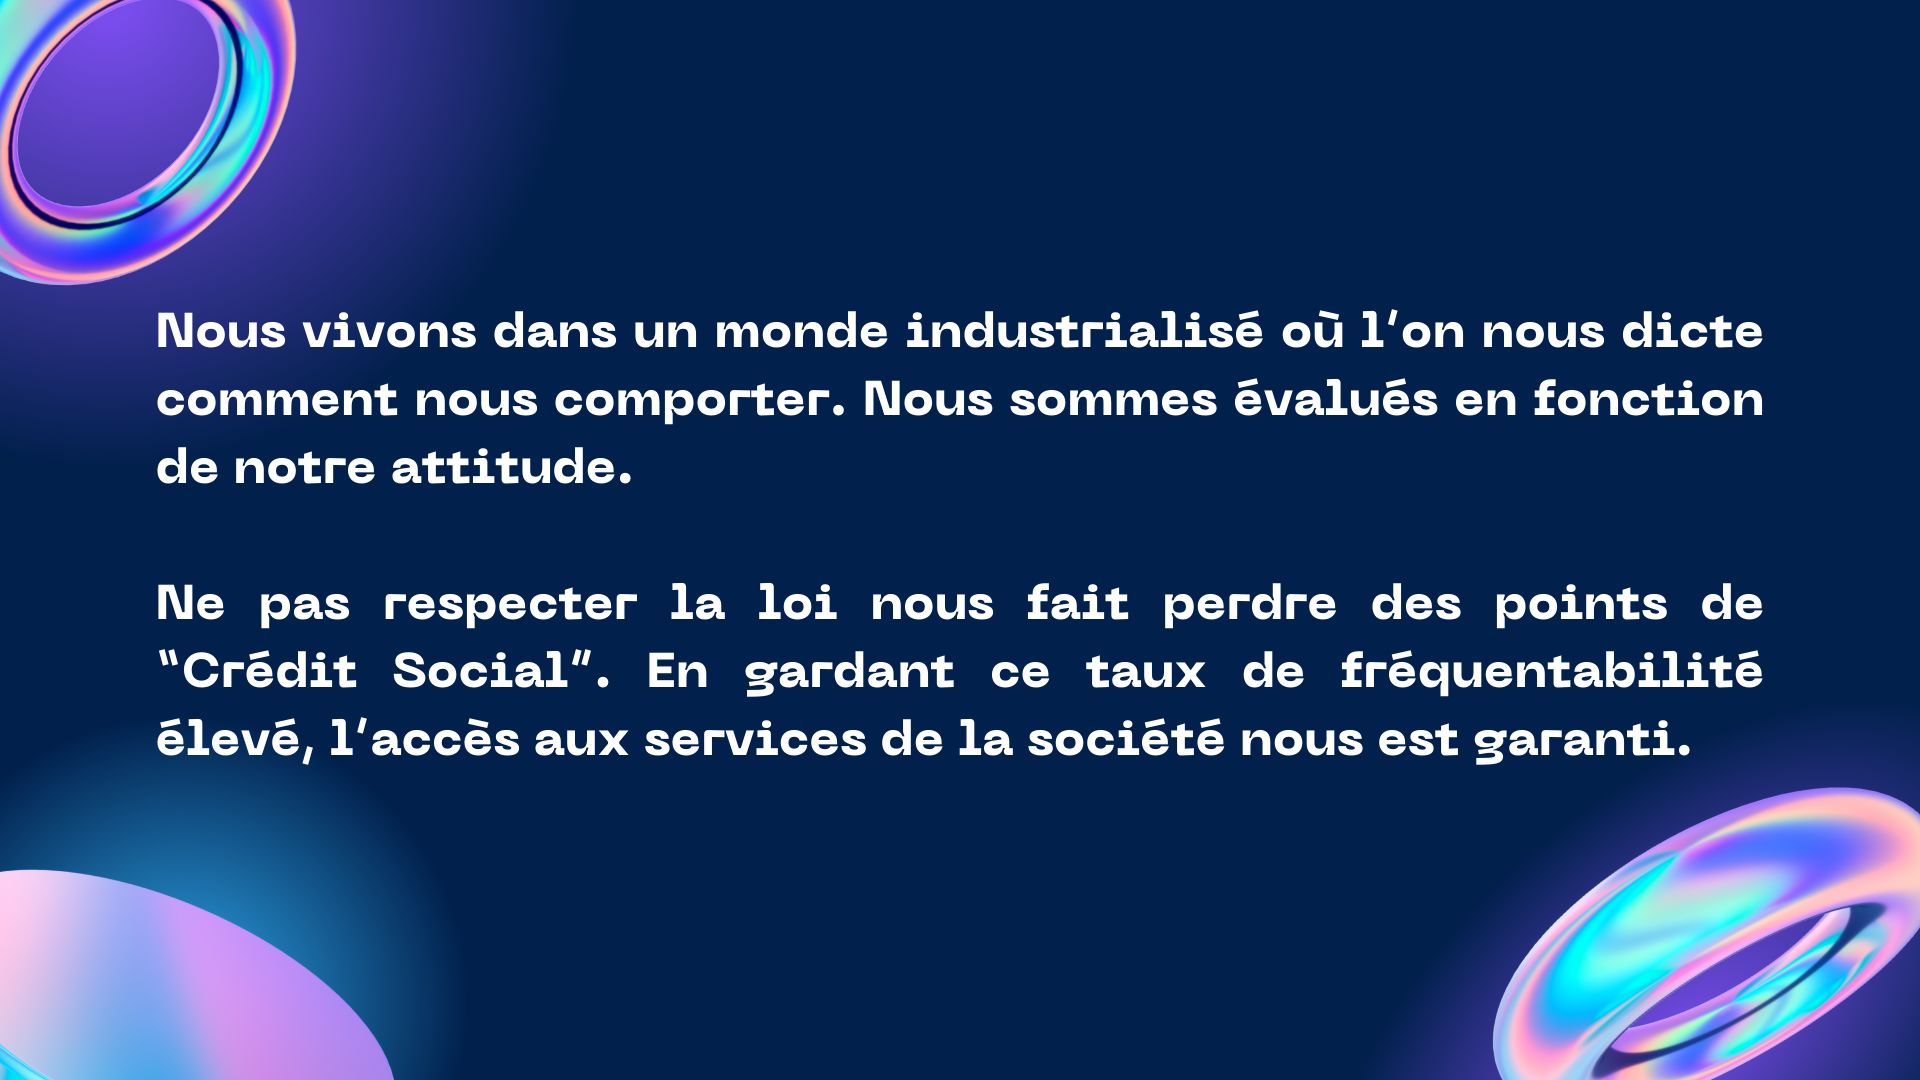 Nous vivons dans un monde industrialisé où l'on nous dicte
comment nous comporter. Nous sommes évalués en fonction
de notre attitude.
Ne pas respecter la loi nous fait perdre des points de
"Crédit Social". En gardant ce taux de fréquentabilité
élevé, l'accès aux services de la société nous est garanti.